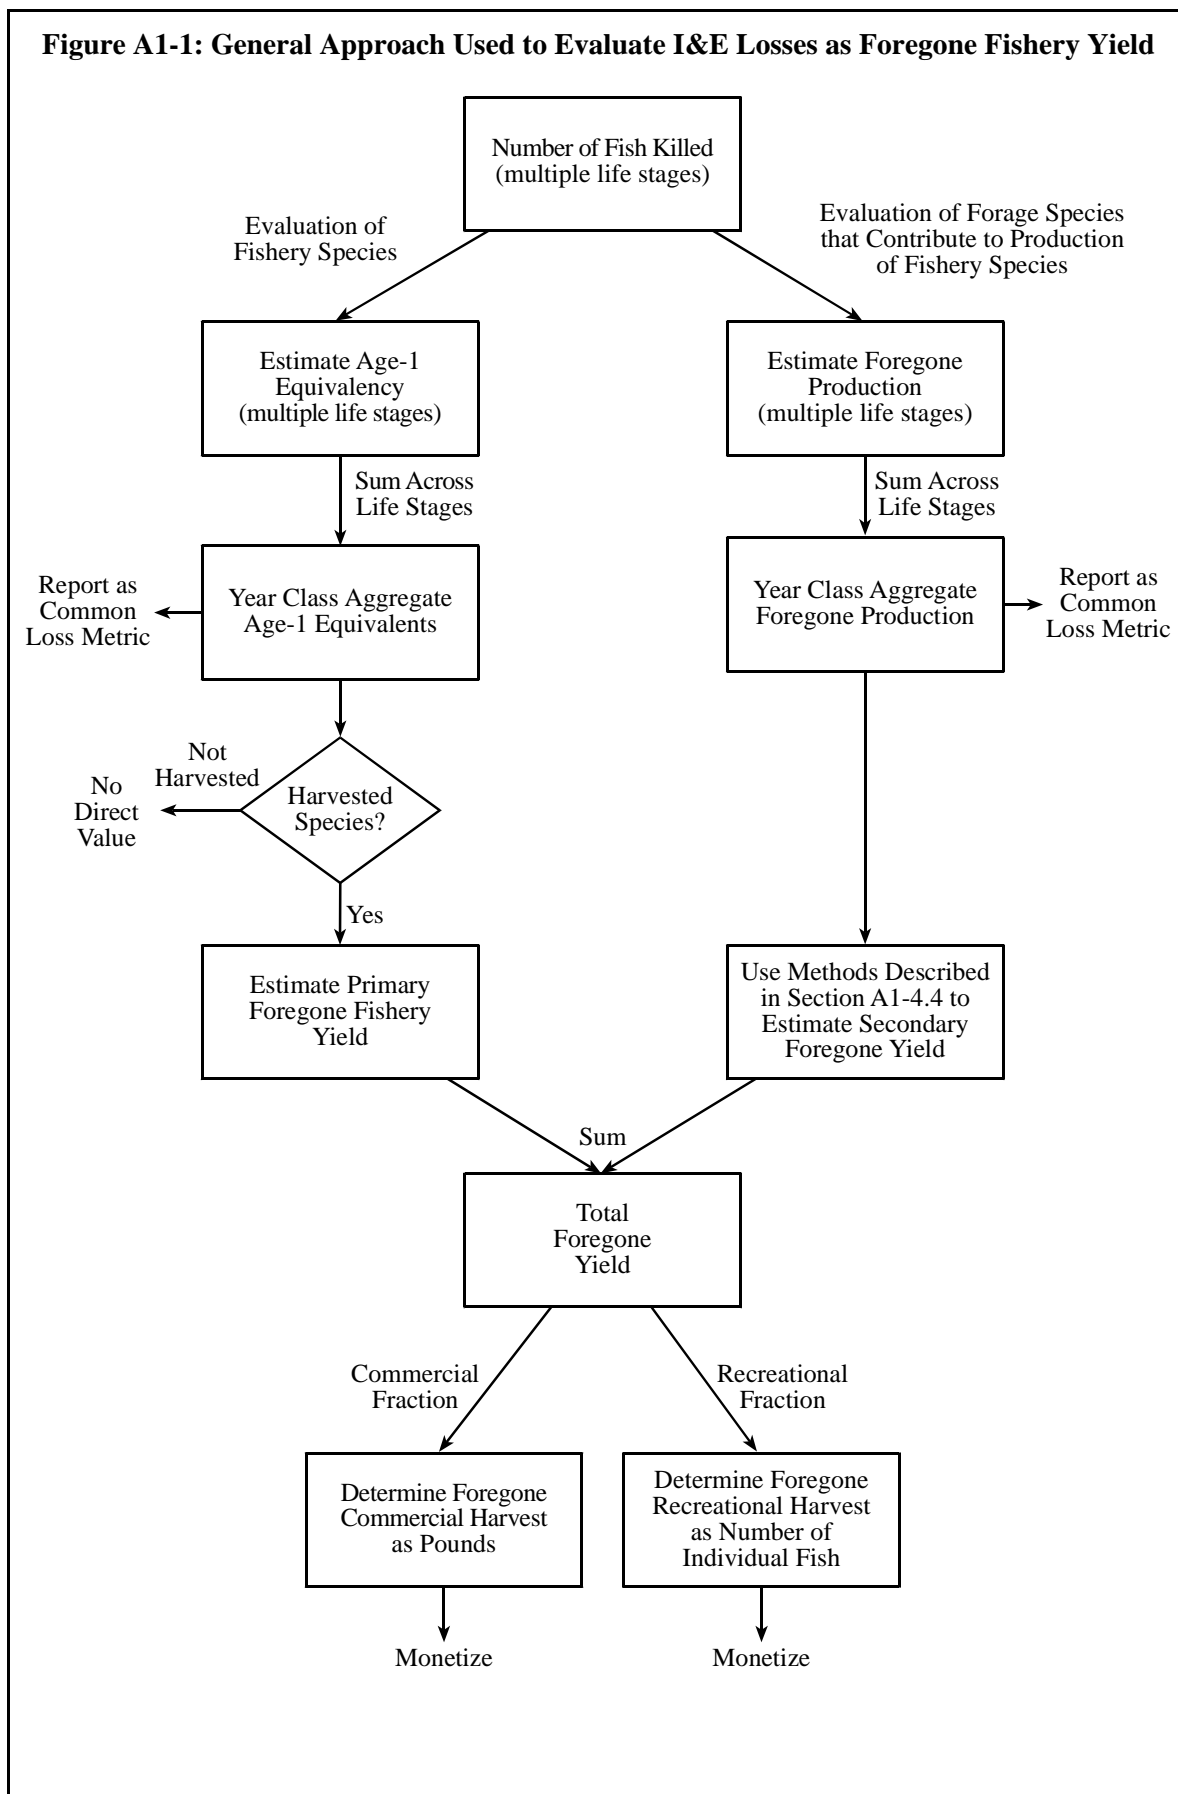 Figure A1-1: General Approach Used to Evaluate I&E Losses as Foregone Fishery Yield
Number of Fish Killed
(multiple life stages)
Evaluation of
Fishery Species
Evaluation of Forage Species
that Contribute to Production
of Fishery Species
Estimate Age-1
Equivalency
(multiple life stages)
Estimate Foregone
Production
(multiple life stages)
Sum Across
Life Stages
Sum Across
Life Stages
Report as
Common
Loss Metric
Year Class Aggregate
Age-1 Equivalents
Year Class Aggregate
Foregone Production
Report as
Common
Loss Metric
Not
Harvested
No
Direct
Value
Harvested
Species?
Yes
Estimate Primary
Foregone Fishery
Yield
Use Methods Described
in Section A1-4.4 to
Estimate Secondary
Foregone Yield
Sum
Total
Foregone
Yield
Commercial
Fraction
Recreational
Fraction
Determine Foregone
Commercial Harvest
as Pounds
Determine Foregone
Recreational Harvest
as Number of
Individual Fish
Monetize
Monetize